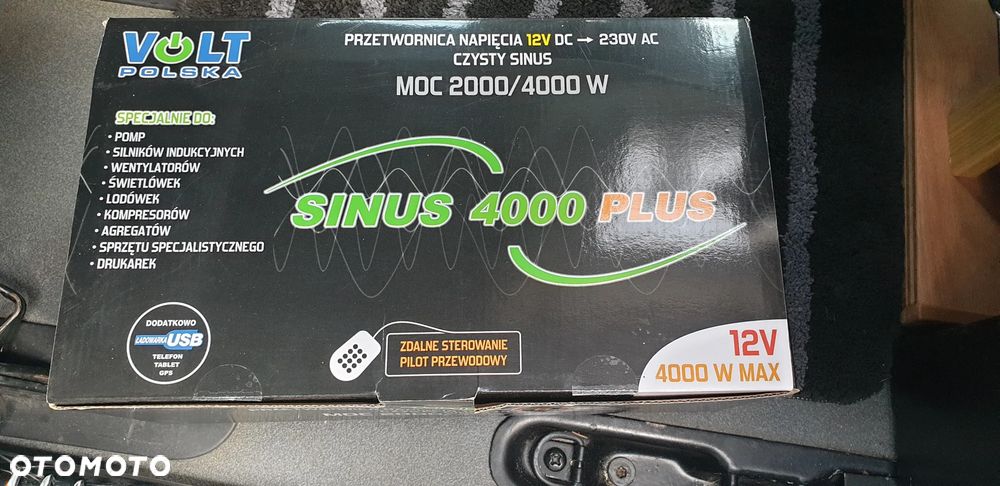 VOLT
POLSKA
PRZETWORNICA NAPIĘCIA 12V DC → 230V AC
CZYSTY SINUS
MOC 2000/4000 W
SPECJALNIE DO:
• POMP
• SILNIKÓW INDUKCYJNYCH
• WENTYLATORÓW
• ŚWIETLÓWEK
• LODÓWEK
• KOMPRESORÓW
• AGREGATÓW
• SPRZĘTU SPECJALISTYCZNEGO
• DRUKAREK
SINUS 4000 PLUS
DODATKOWO
ŁADOWARKA USB
TELEFON
TABLET
GPS
ZDALNE STEROWANIE
PILOT PRZEWODOWY
12V
4000 W MAX
OTOMOTO